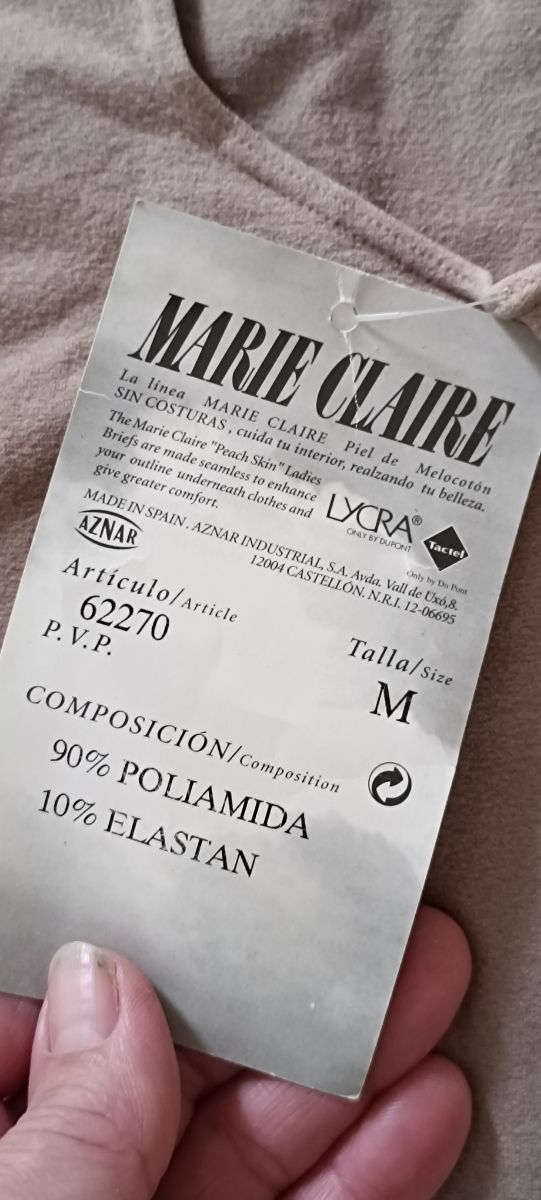 MARIE CLAIRE
La línea MARIE CLAIRE Piel de Melocotón
SIN COSTURAS, cuida tu interior, realzando tu belleza.
The Marie Claire "Peach Skin" Ladies
Briefs are made seamless to enhance
your outline underneath clothes and
give greater comfort.
LYCRA®
ONLY BY DUPONT
Tactel
Only by Du Pont
MADE IN SPAIN. AZNAR INDUSTRIAL, S.A. Avda. Vall de Uxó,8.
12004 CASTELLÓN. N.R.I. 12-06695
AZNAR
Artículo/Article
62270
P.V.P.
Talla/Size
M
COMPOSICIÓN/Composition
90% POLIAMIDA
10% ELASTAN